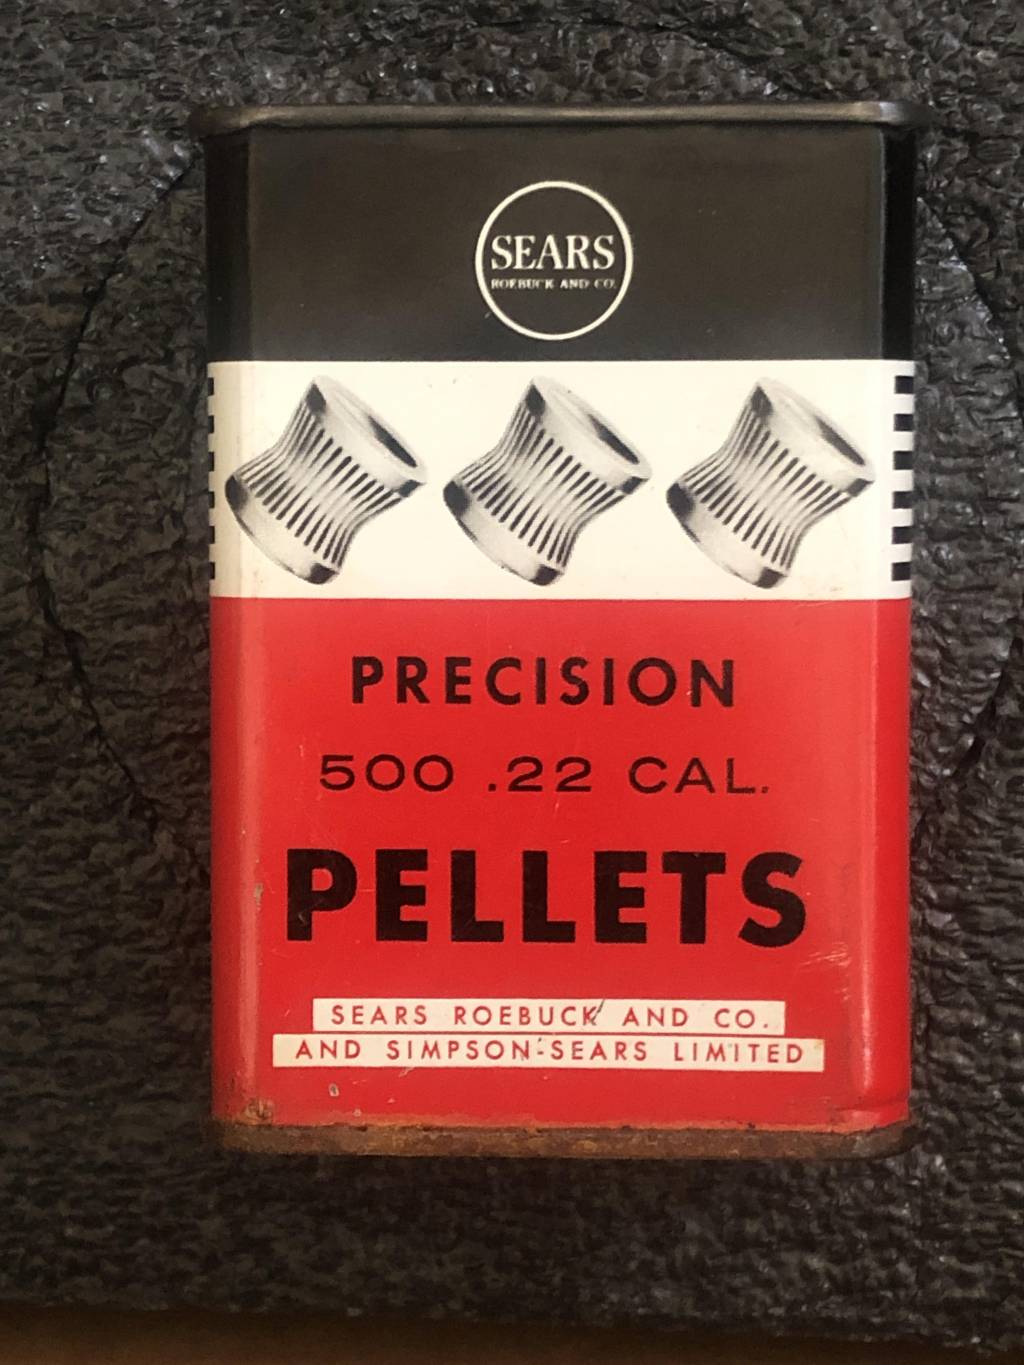 SEARS
ROEBUCK AND CO.
PRECISION
500 .22 CAL.
PELLETS
SEARS ROEBUCK AND CO.
AND SIMPSON-SEARS LIMITED